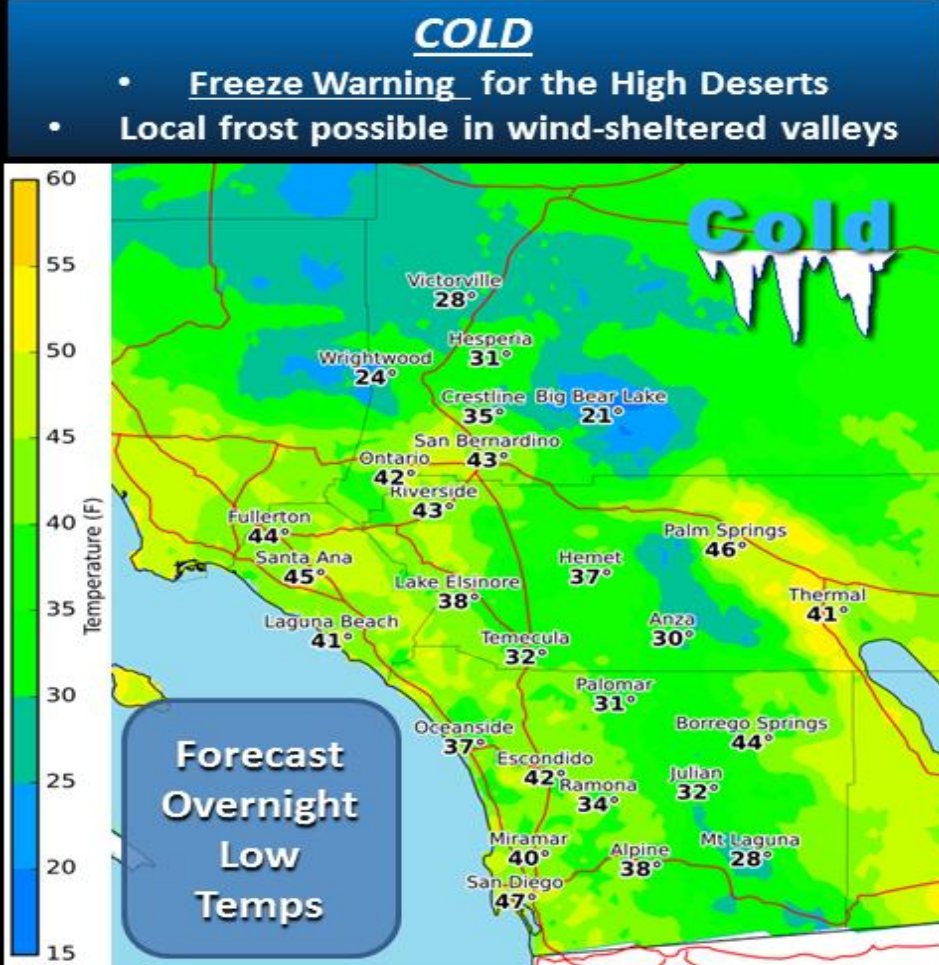 COLD
• Freeze Warning for the High Deserts
• Local frost possible in wind-sheltered valleys
60
55
50
45
40
35
30
25
20
15
Temperature (F)
Cold
Victorville
28°
Hesperia
31°
Wrightwood
24°
Crestline
35°
Big Bear Lake
21°
San Bernardino
43°
Ontario
42°
Riverside
43°
Fullerton
44°
Santa Ana
45°
Palm Springs
46°
Hemet
37°
Lake Elsinore
38°
Thermal
41°
Laguna Beach
41°
Anza
30°
Temecula
32°
Palomar
31°
Oceanside
37°
Borrego Springs
44°
Escondido
42°
Ramona
34°
Julian
32°
Miramar
40°
Alpine
38°
Mt Laguna
28°
San Diego
47°
Forecast
Overnight
Low
Temps